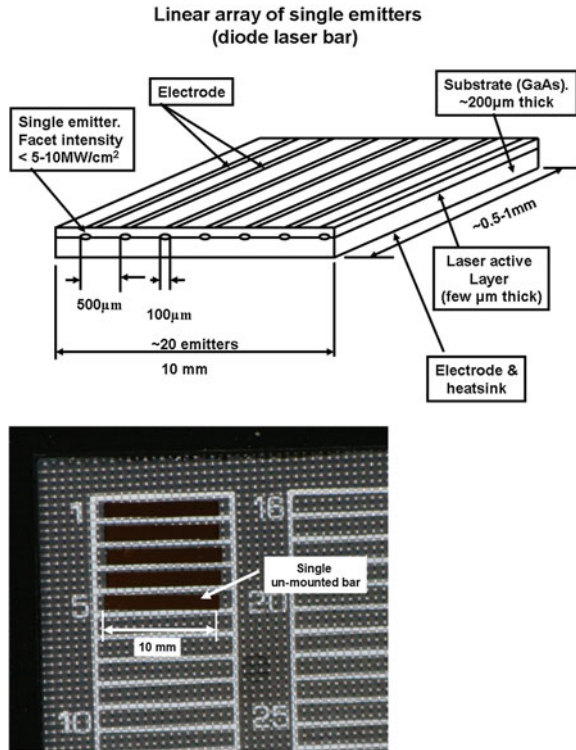 Linear array of single emitters
(diode laser bar)
Electrode
Substrate (GaAs).
~200µm thick
Single emitter.
Facet intensity
< 5-10MW/cm²
~0.5-1mm
500µm
100µm
Laser active
Layer
(few µm thick)
~20 emitters
10 mm
Electrode &
heatsink
1
16
Single
un-mounted bar
5
20
10 mm
10
25